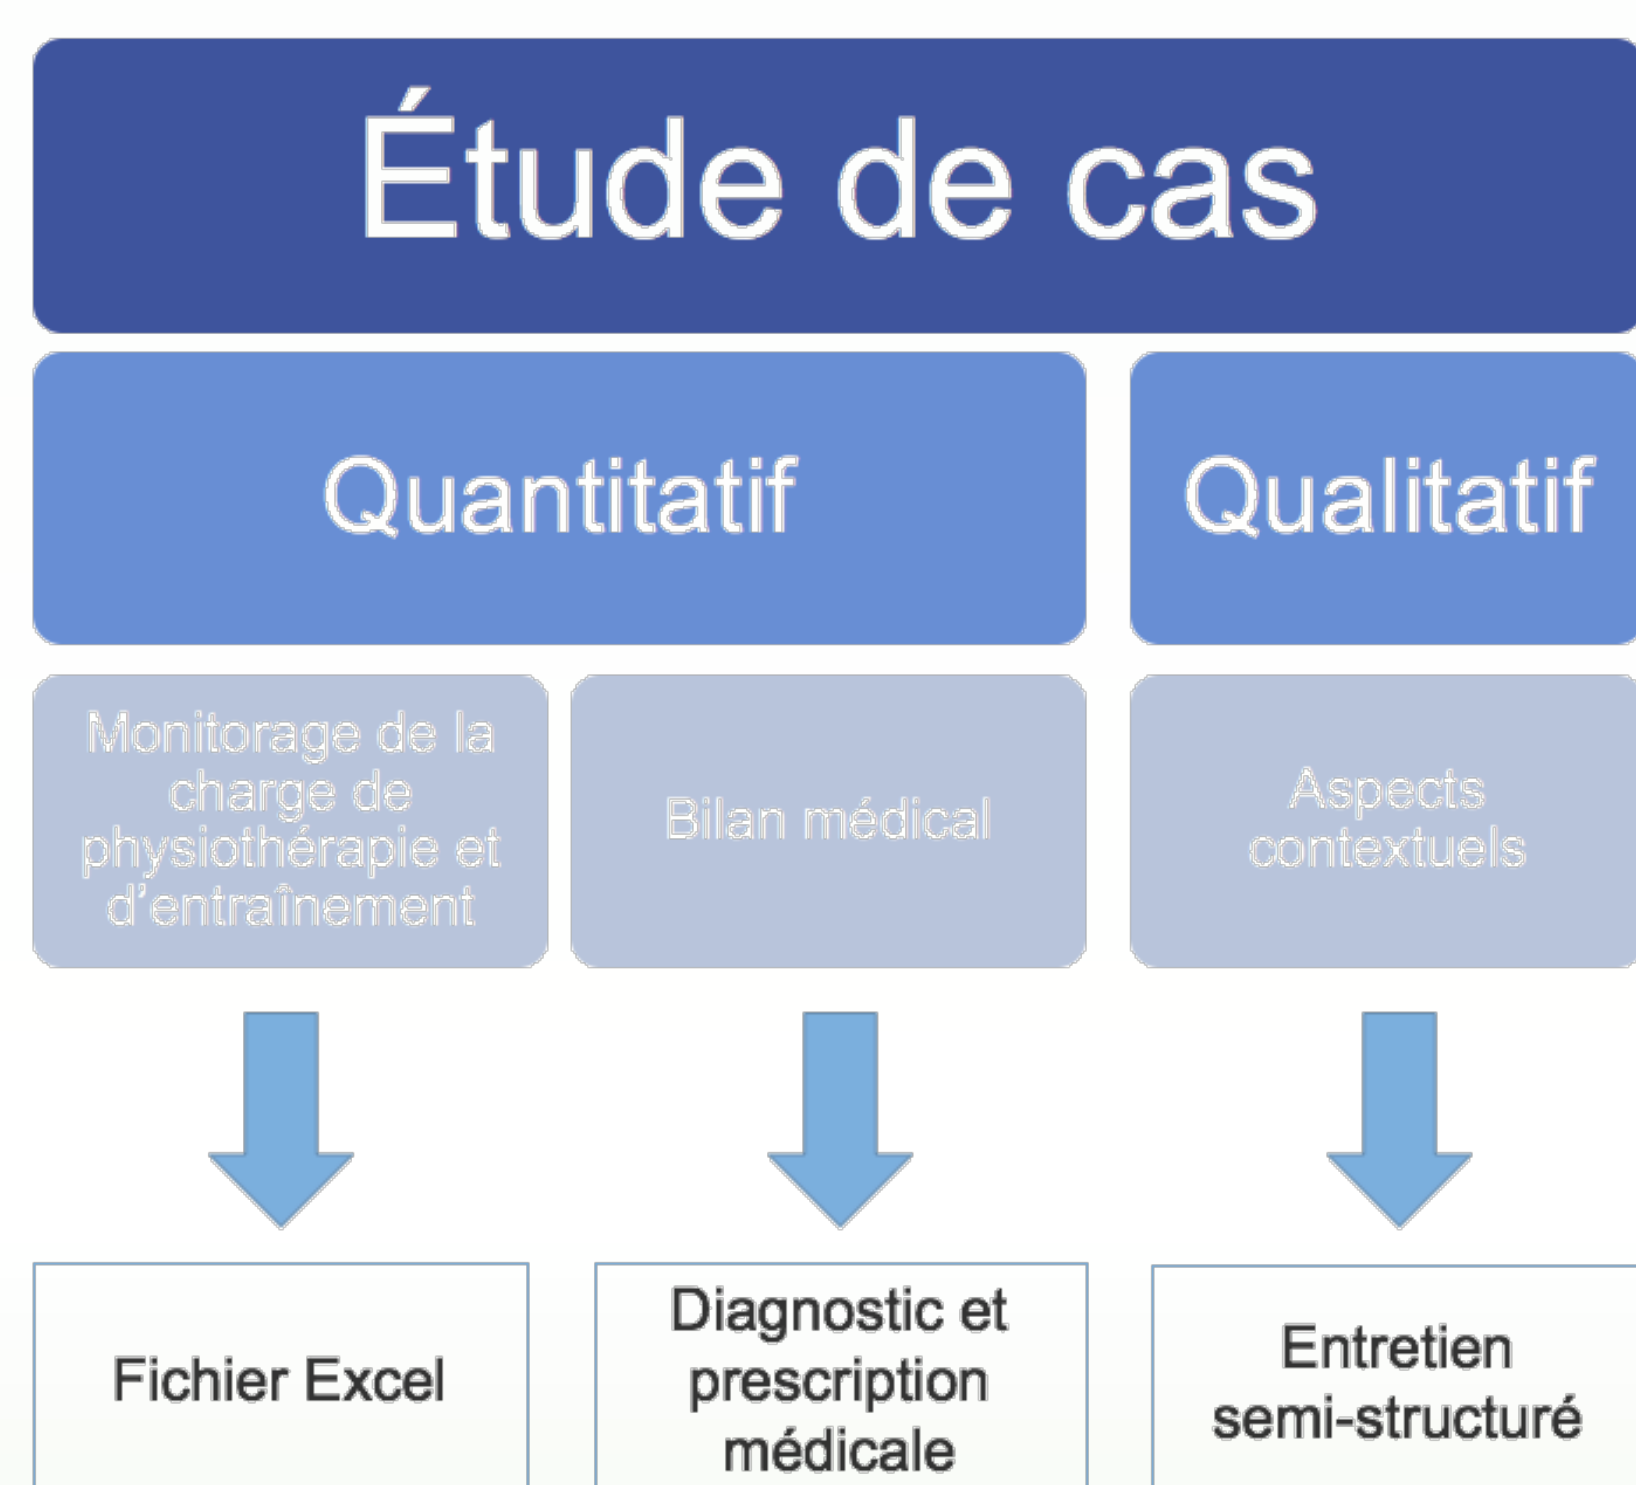 Étude de cas
Quantitatif
Qualitatif
Monitorage de la
charge de
physiothérapie et
d'entraînement
Bilan médical
Aspects
contextuels
Fichier Excel
Diagnostic et
prescription
médicale
Entretien
semi-structuré